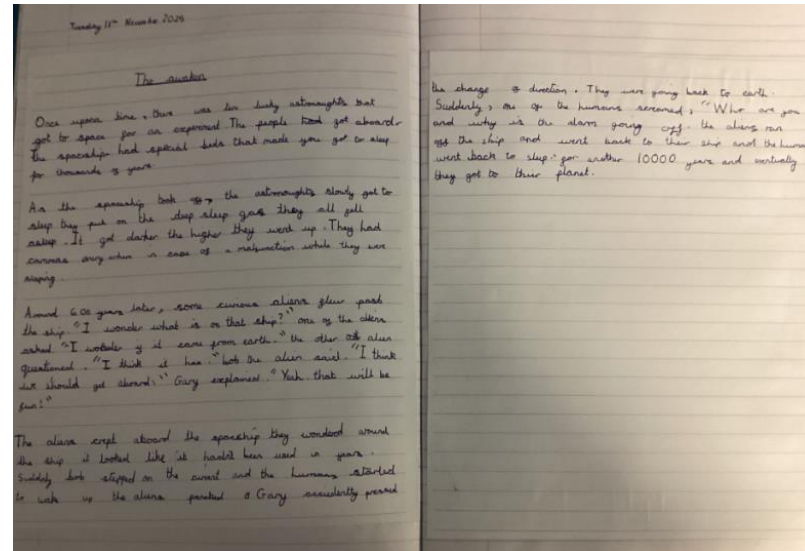 Tuesday 18th November 2025
The awaken
Once upon time, there was ten lucky astronaughts that
got to space for an experiment. The people had got aboard
The spaceship had special beds that made you got to sleep
for thousands of years.
As the spaceship took off, the astronaughts slowly got to
sleep they put on the deep sleep gas they all fell
asleep. It got darker the higher they went up. They had
cameras in case of a malfunction while they were
sleping.
Around 600 years later, some curious aliens flew past
the ship. "I wonder what is on that ship?" one of the aliens
asked "I wonder if it came from earth." the other alien
questioned. "I think it has." bob the alien said. "I think
we should get aboard." Gary explained. "Yeah that will be
fun!"
The aliens crept aboard the spaceship they wonderd around
the ship it looked like it hadn't been used in years.
Suddely bob stepped on the and the humans started
to wake up the aliens panicked Gary accidently pressed
the change of direction. They were going back to earth.
Suddenly, one of the humans screamed, "Who are you
and why is the alarm going off. the aliens ran
off the ship and went back to their ship and the humans
went back to sleep. for another 10000 years and eventually
they got to their planet.